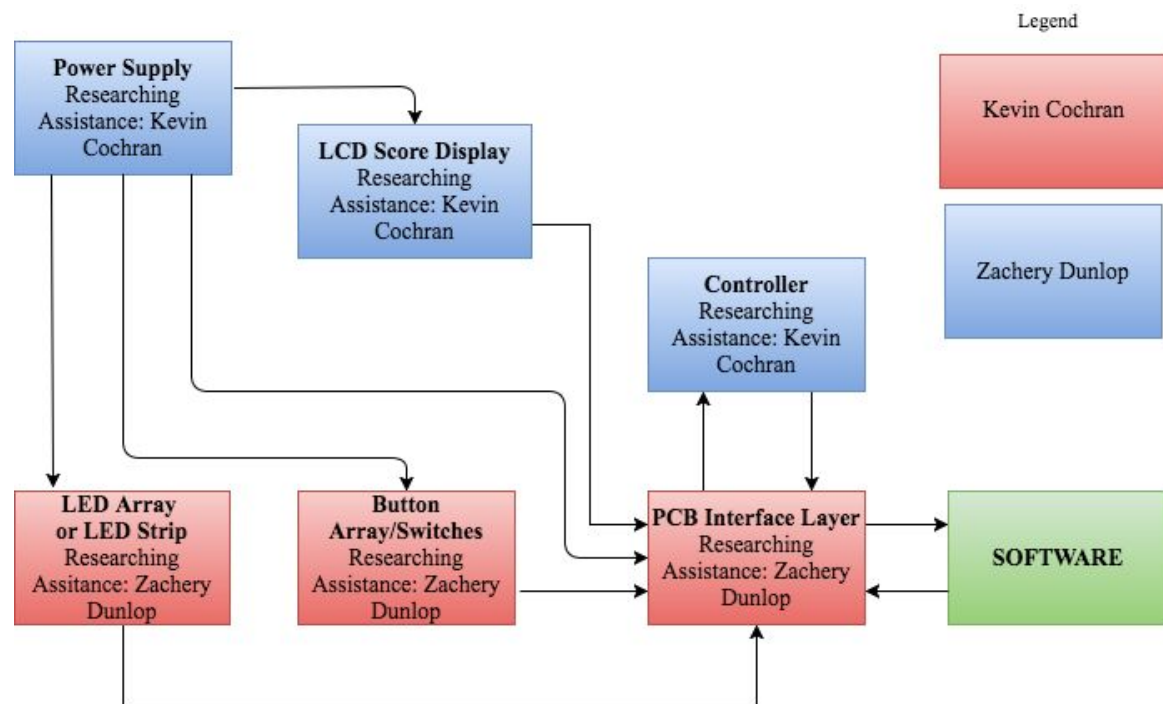 Legend
Power Supply
Researching
Assistance: Kevin
Cochran
Kevin Cochran
LCD Score Display
Researching
Assistance: Kevin
Cochran
Zachery Dunlop
Controller
Researching
Assistance: Kevin
Cochran
LED Array
or LED Strip
Researching
Assitance: Zachery
Dunlop
Button
Array/Switches
Researching
Assistance: Zachery
Dunlop
PCB Interface Layer
Researching
Assistance: Zachery
Dunlop
SOFTWARE